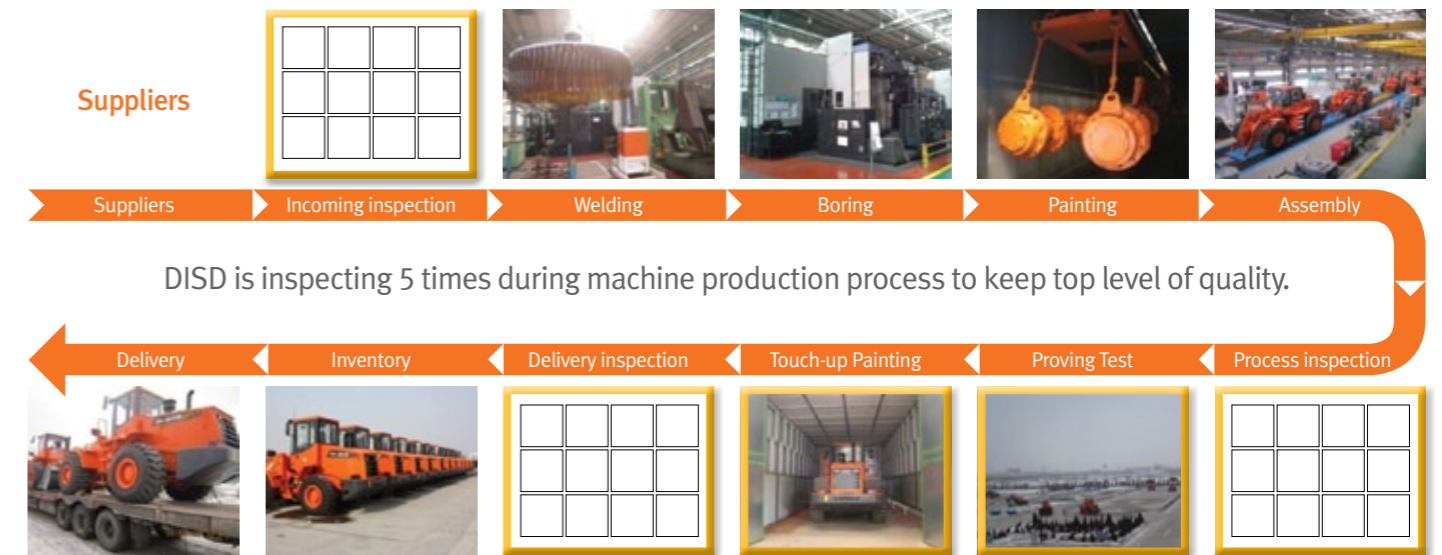 Suppliers
Suppliers
Incoming inspection
Welding
Boring
Painting
Assembly
DISD is inspecting 5 times during machine production process to keep top level of quality.
Delivery
Inventory
Delivery inspection
Touch-up Painting
Proving Test
Process inspection